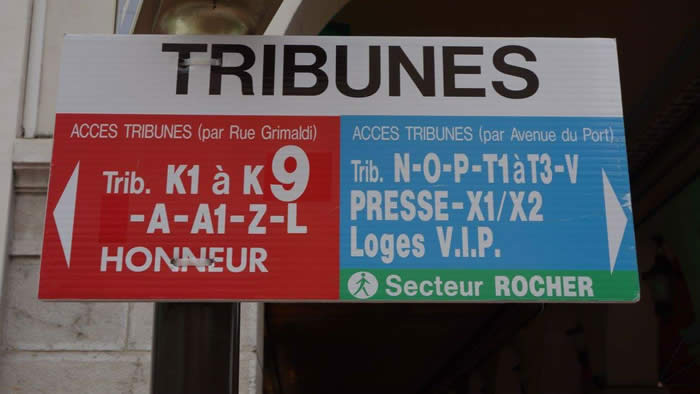 TRIBUNES
ACCES TRIBUNES (par Rue Grimaldi)
Trib. K1 à K9
-A-A1-Z-L
HONNEUR
ACCES TRIBUNES (par Avenue du Port)
Trib. N-O-P-T1àT3-V
PRESSE-X1/X2
Loges V.I.P.
Secteur ROCHER